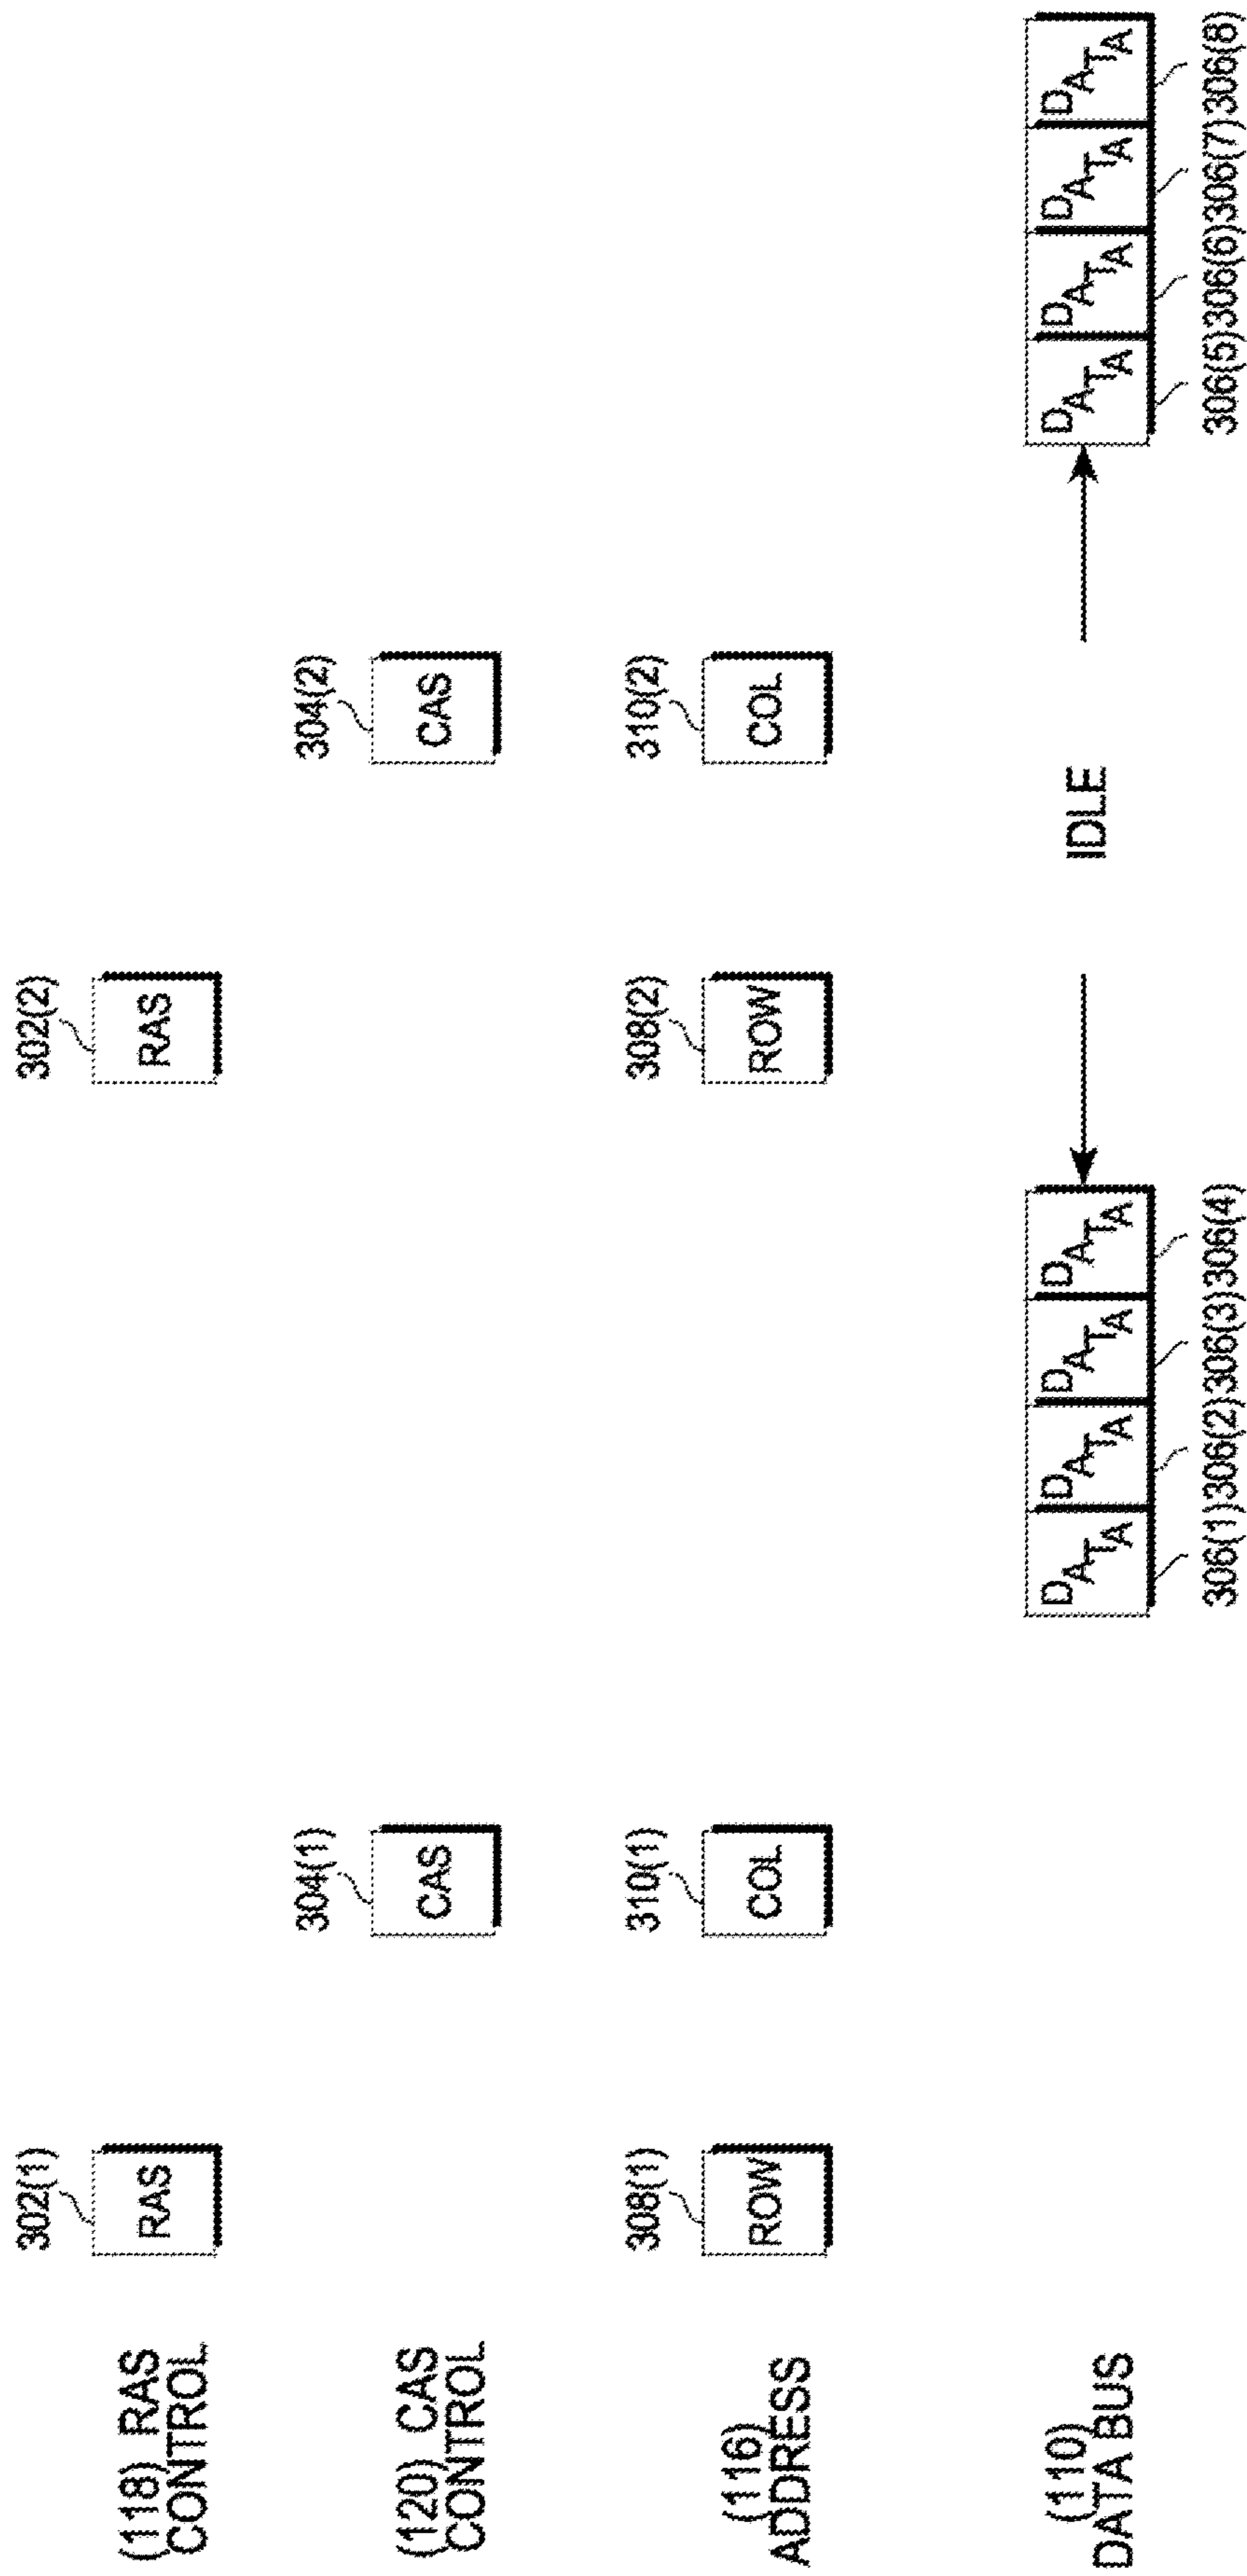 302(1)
302(2)
(118) RAS
CONTROL
RAS
RAS
304(1)
304(2)
(120) CAS
CONTROL
CAS
CAS
308(1)
310(1)
308(2)
310(2)
(116)
ADDRESS
ROW
COL
ROW
COL
(110)
DATA BUS
DATA
DATA
DATA
DATA
IDLE
DATA
DATA
DATA
DATA
306(1)
306(2)
306(3)
306(4)
306(5)
306(6)
306(7)
306(8)